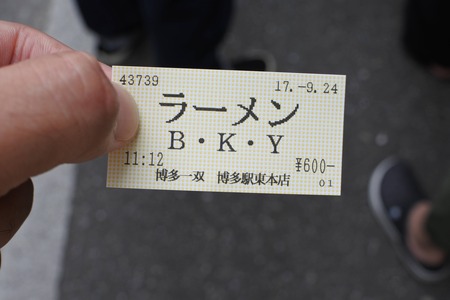 43739 17.-9.24
ラーメン
B・K・Y
11:12 ¥600-
博多一双 博多駅東本店 01